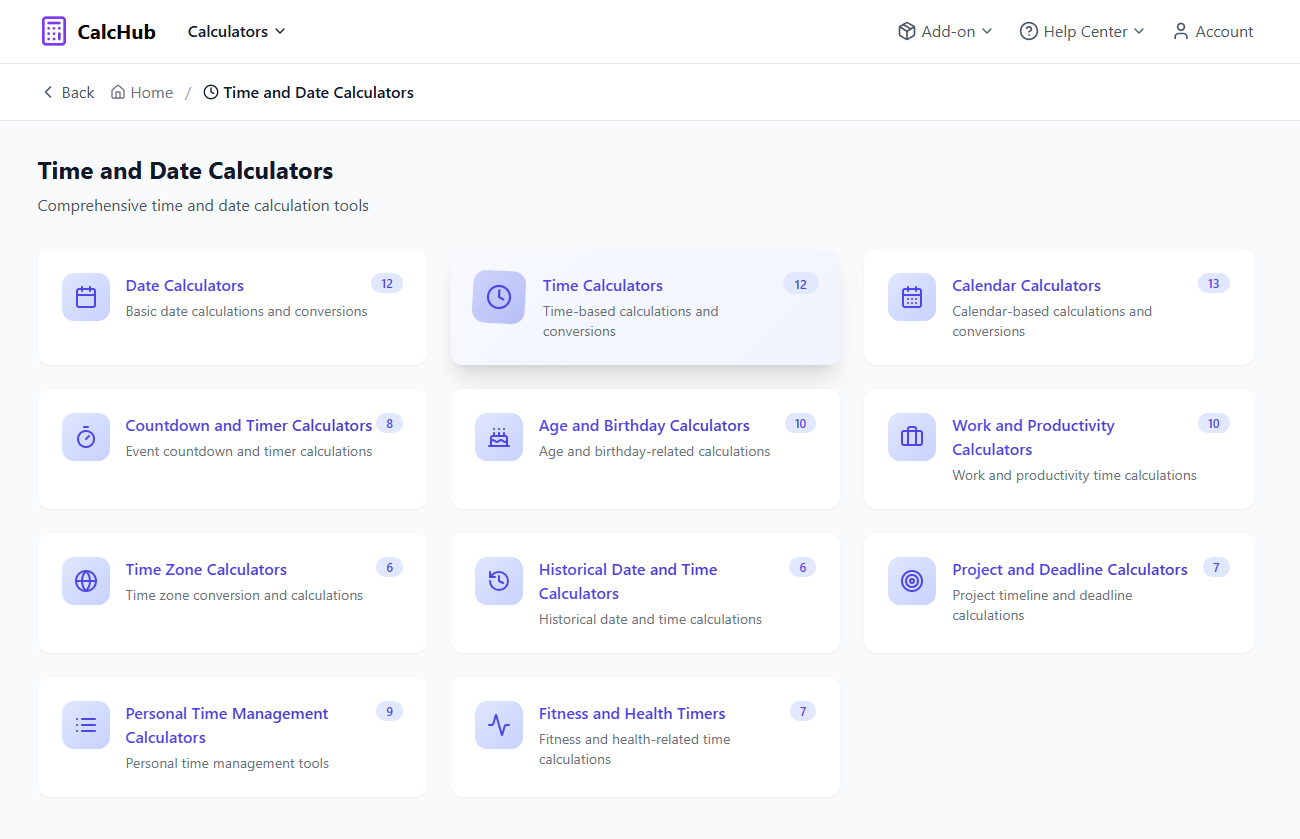 CalcHub
Calculators
Add-on
Help Center
Account
Back
Home
/
Time and Date Calculators
Time and Date Calculators
Comprehensive time and date calculation tools
Date Calculators
12
Basic date calculations and conversions
Time Calculators
12
Time-based calculations and
conversions
Calendar Calculators
13
Calendar-based calculations and
conversions
Countdown and Timer Calculators
8
Event countdown and timer calculations
Age and Birthday Calculators
10
Age and birthday-related calculations
Work and Productivity
Calculators
10
Work and productivity time calculations
Time Zone Calculators
6
Time zone conversion and calculations
Historical Date and Time
Calculators
6
Historical date and time calculations
Project and Deadline Calculators
7
Project timeline and deadline
calculations
Personal Time Management
Calculators
9
Personal time management tools
Fitness and Health Timers
7
Fitness and health-related time
calculations